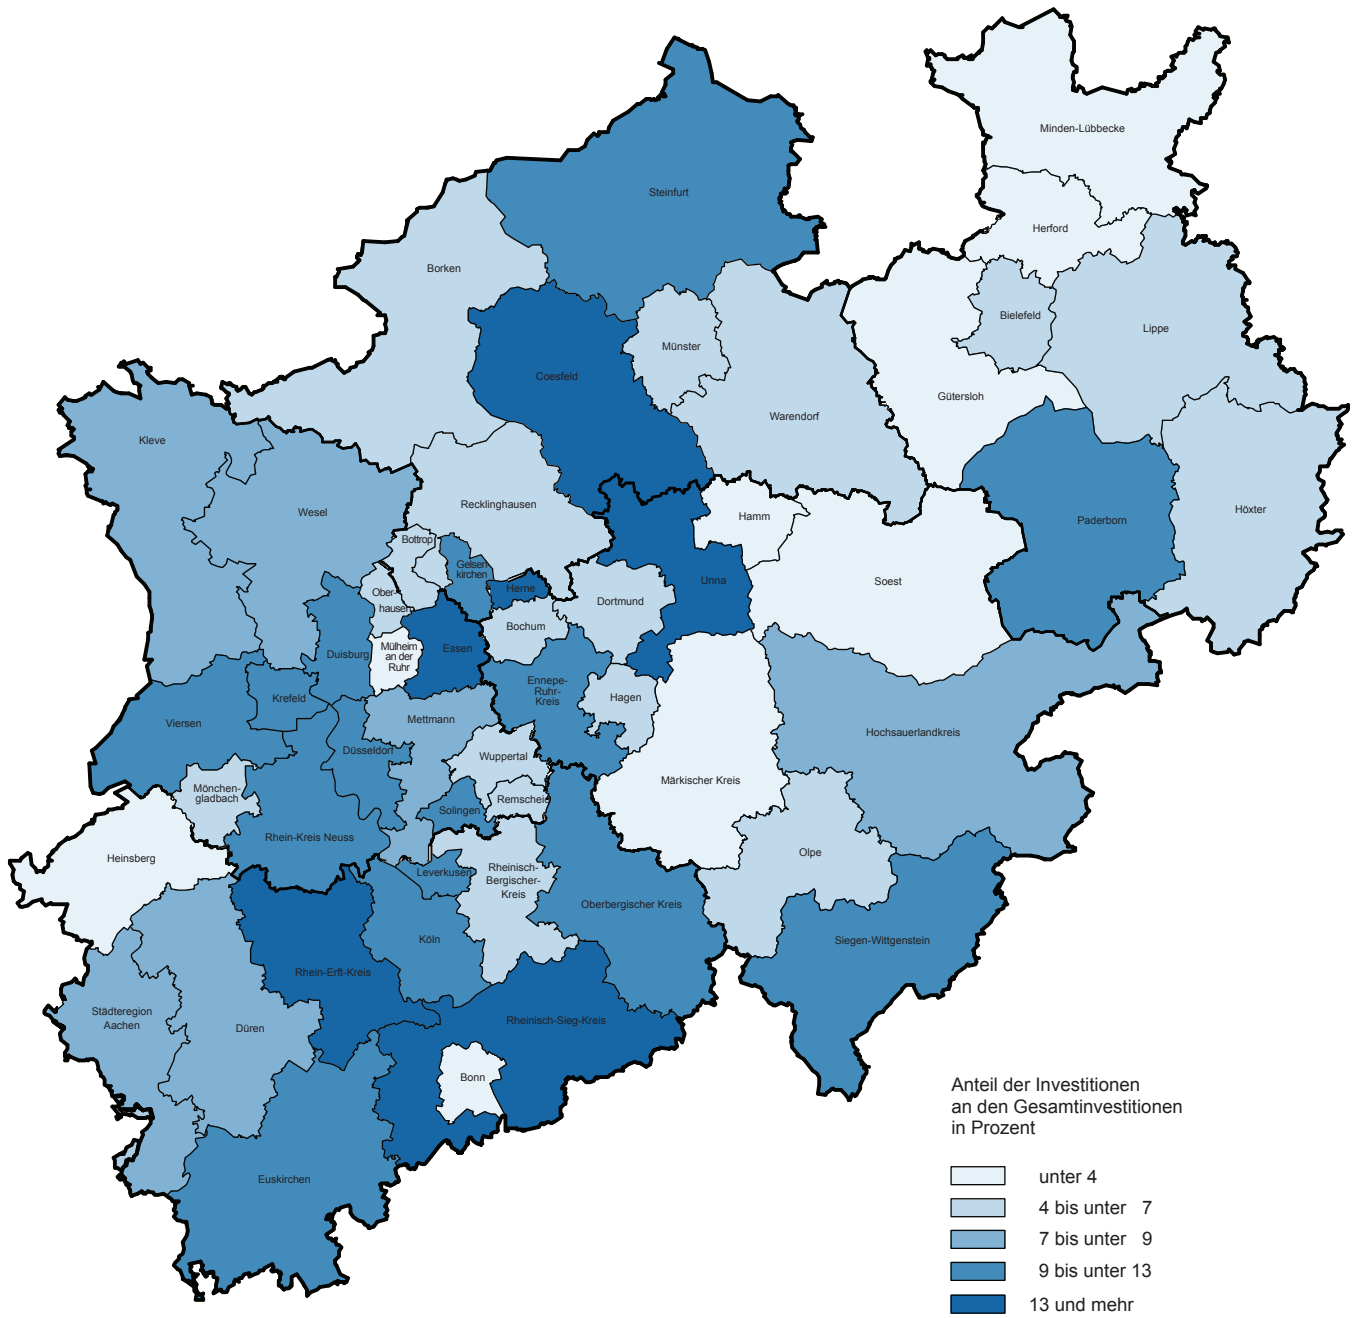 Minden-Lübbecke
Steinfurt
Herford
Borken
Bielefeld
Lippe
Münster
Coesfeld
Gütersloh
Warendorf
Kleve
Recklinghausen
Wesel
Hamm
Höxter
Paderborn
Bottrop
Gelsen
kirchen
Unna
Soest
Herne
Ober-
hausen
Dortmund
Bochum
Mülheim
an der
Ruhr
Essen
Duisburg
Ennepe-
Ruhr-
Kreis
Hagen
Krefeld
Viersen
Mettmann
Hochsauerlandkreis
Düsseldorf
Wuppertal
Märkischer Kreis
Mönchen-
gladbach
Remscheid
Solingen
Rhein-Kreis Neuss
Heinsberg
Olpe
Leverkusen
Rheinisch-
Bergischer-
Kreis
Oberbergischer Kreis
Köln
Siegen-Wittgenstein
Rhein-Erft-Kreis
Städteregion
Aachen
Düren
Rheinisch-Sieg-Kreis
Bonn
Euskirchen
Anteil der Investitionen
an den Gesamtinvestitionen
in Prozent
unter 4
4 bis unter 7
7 bis unter 9
9 bis unter 13
13 und mehr